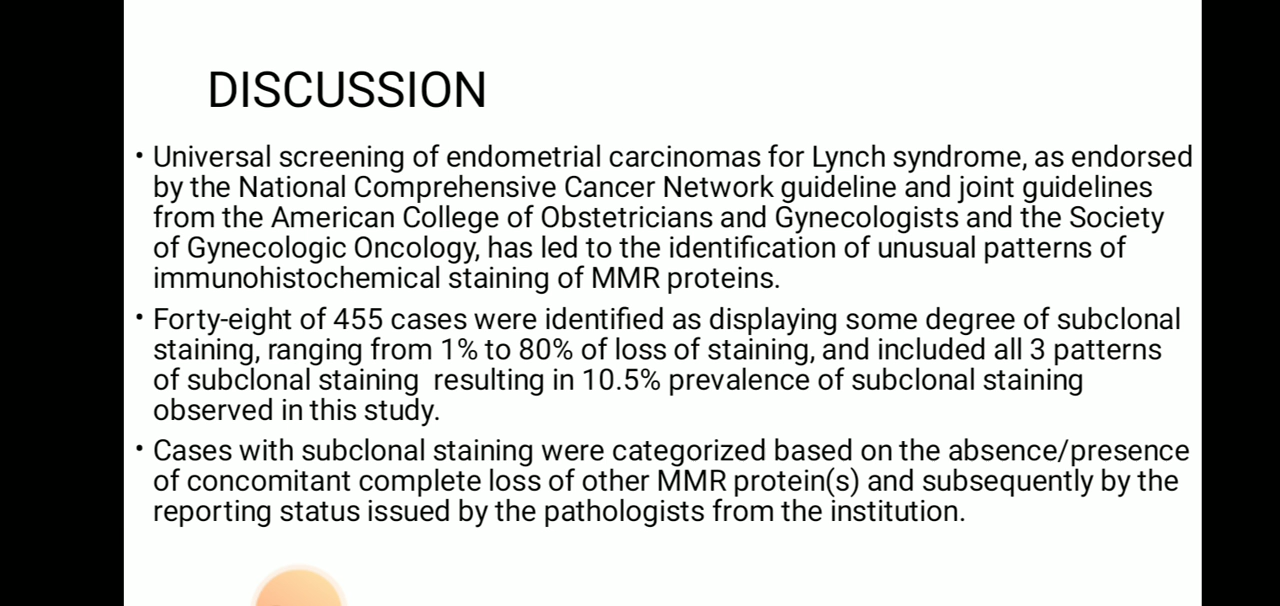 DISCUSSION
• Universal screening of endometrial carcinomas for Lynch syndrome, as endorsed
by the National Comprehensive Cancer Network guideline and joint guidelines
from the American College of Obstetricians and Gynecologists and the Society
of Gynecologic Oncology, has led to the identification of unusual patterns of
immunohistochemical staining of MMR proteins.
• Forty-eight of 455 cases were identified as displaying some degree of subclonal
staining, ranging from 1% to 80% of loss of staining, and included all 3 patterns
of subclonal staining  resulting in 10.5% prevalence of subclonal staining
observed in this study.
• Cases with subclonal staining were categorized based on the absence/presence
of concomitant complete loss of other MMR protein(s) and subsequently by the
reporting status issued by the pathologists from the institution.